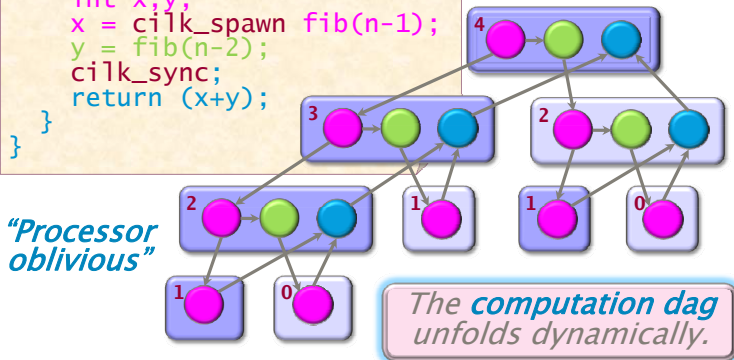 int x,y;
x = cilk_spawn fib(n-1);
y = fib(n-2);
cilk_sync;
return (x+y);
}
}
4
3
2
2
1
1
0
1
0
“Processor
oblivious”
The computation dag
unfolds dynamically.